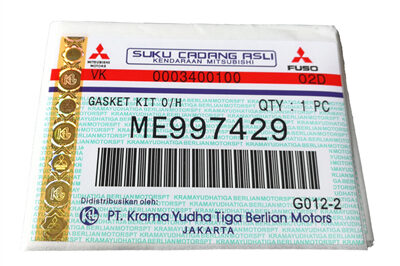 SUKU CADANG ASLI
KENDARAAN MITSUBISHI
MITSUBISHI
MOTORS
FUSO
VK 0003400100 02D
GASKET KIT O/H QTY : 1 PC
ME997429
Didistribusikan oleh: G012-2
PT. Krama Yudha Tiga Berlian Motors
JAKARTA